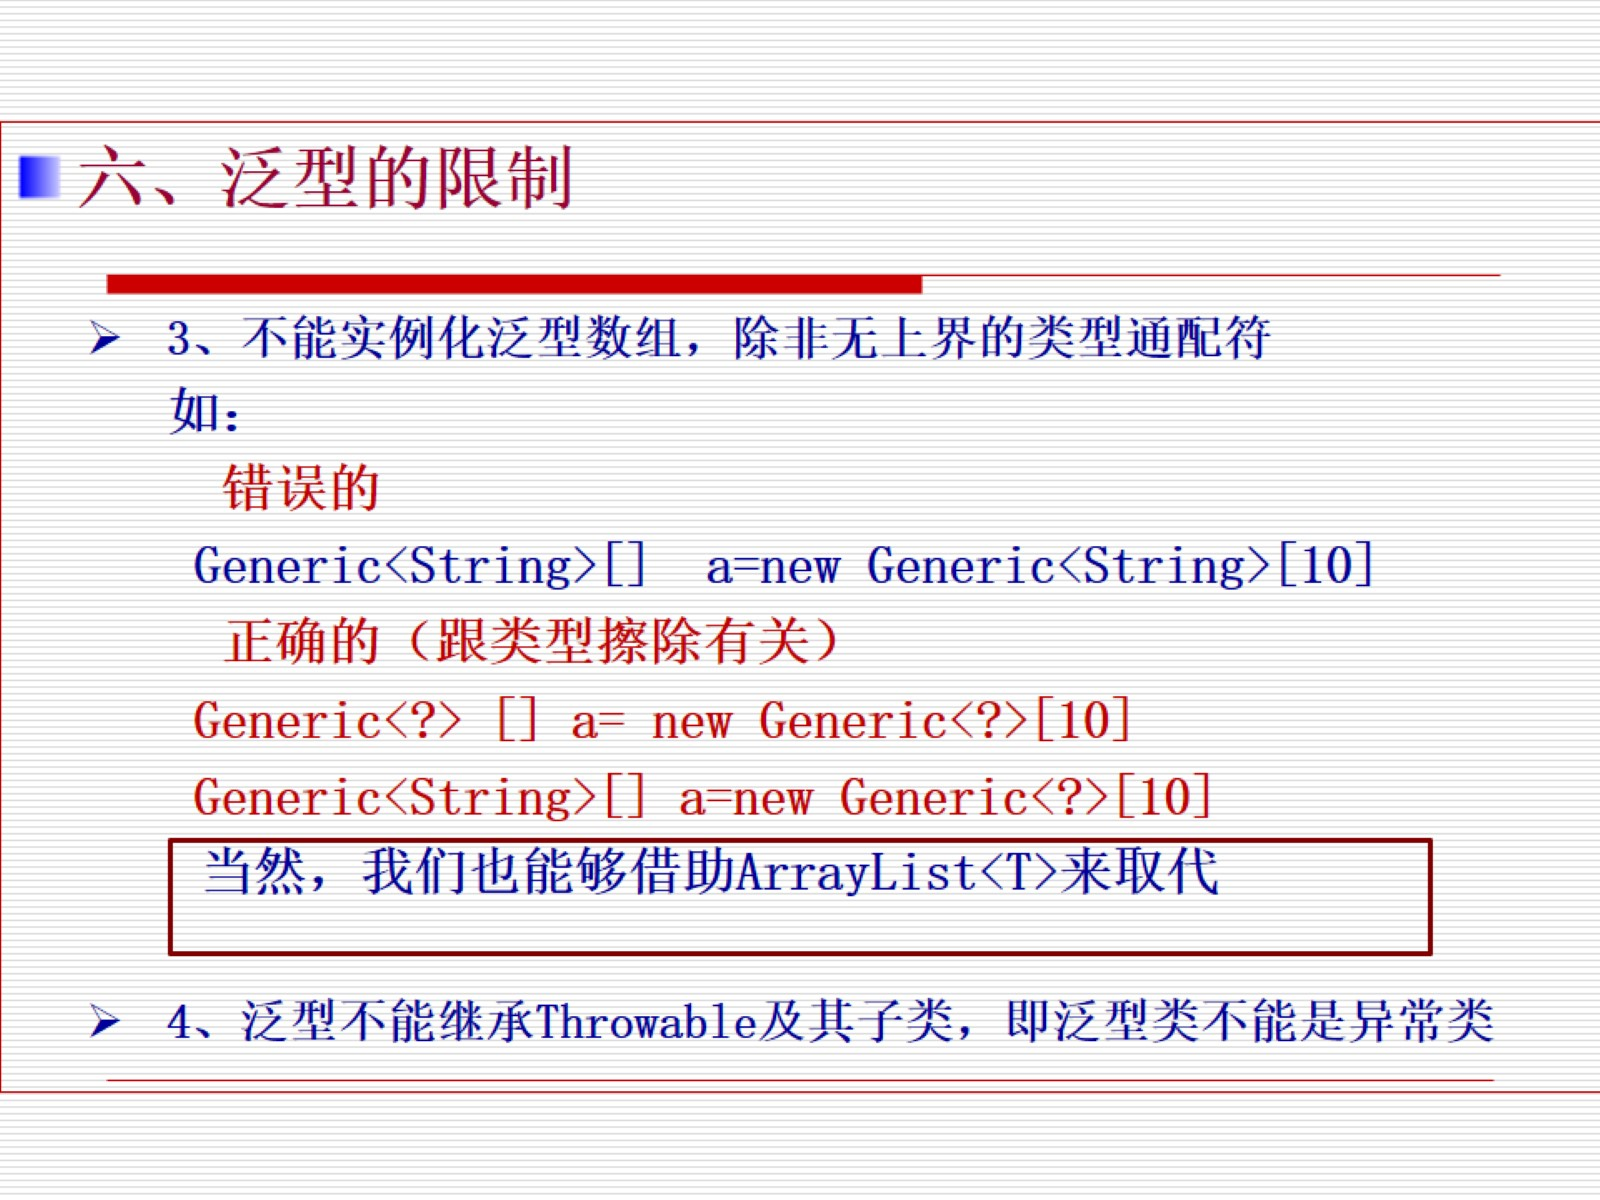 六、泛型的限制
3、不能实例化泛型数组，除非无上界的类型通配符
如：
错误的
Generic<String>[]  a=new Generic<String>[10]
正确的（跟类型擦除有关）
Generic<?> [] a= new Generic<?>[10]
Generic<String>[] a=new Generic<?>[10]
当然，我们也能够借助ArrayList<T>来取代
4、泛型不能继承Throwable及其子类，即泛型类不能是异常类